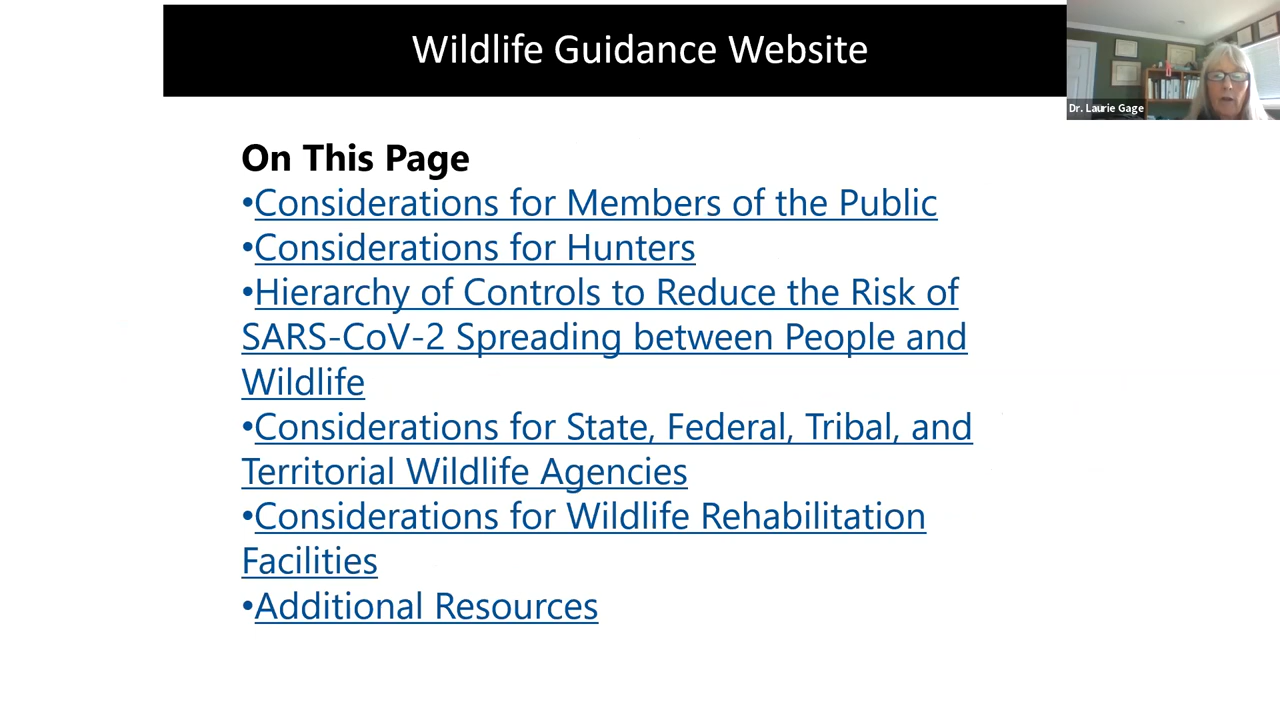 Wildlife Guidance Website
Dr. Laurie Gage
On This Page
•Considerations for Members of the Public
•Considerations for Hunters
•Hierarchy of Controls to Reduce the Risk of
SARS-CoV-2 Spreading between People and
Wildlife
•Considerations for State, Federal, Tribal, and
Territorial Wildlife Agencies
•Considerations for Wildlife Rehabilitation
Facilities
•Additional Resources